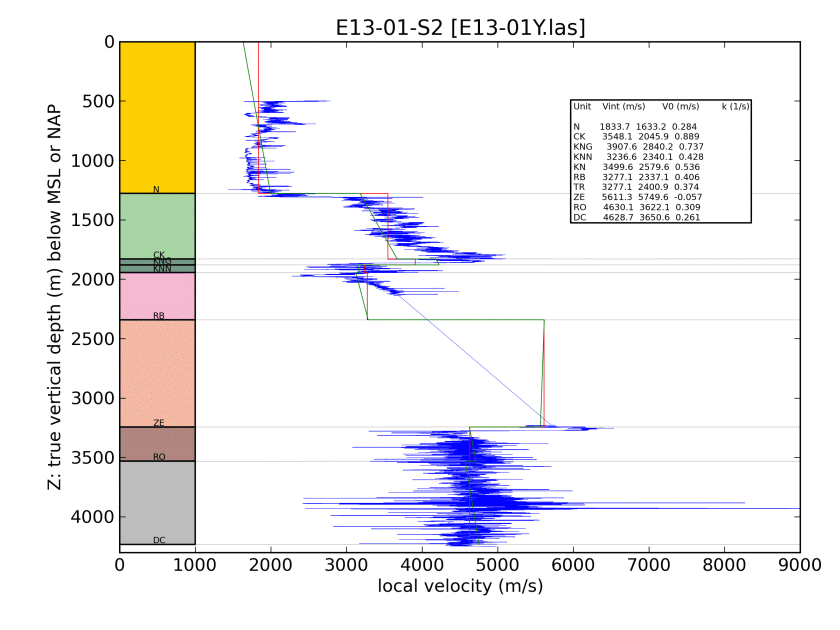 E13-01-S2 [E13-01Y.las]
Z: true vertical depth (m) below MSL or NAP
0
500
1000
1500
2000
2500
3000
3500
4000
N
CK
KNG
KNN
RB
ZE
RO
DC
Unit Vint (m/s) V0 (m/s) k (1/s)
N 1833.7 1633.2 0.284
CK 3548.1 2045.9 0.889
KNG 3907.6 2840.2 0.737
KNN 3236.6 2340.1 0.428
KN 3499.6 2579.6 0.536
RB 3277.1 2337.1 0.406
TR 3277.1 2400.9 0.374
ZE 5611.3 5749.6 -0.057
RO 4630.1 3622.1 0.309
DC 4628.7 3650.6 0.261
0 1000 2000 3000 4000 5000 6000 7000 8000 9000
local velocity (m/s)